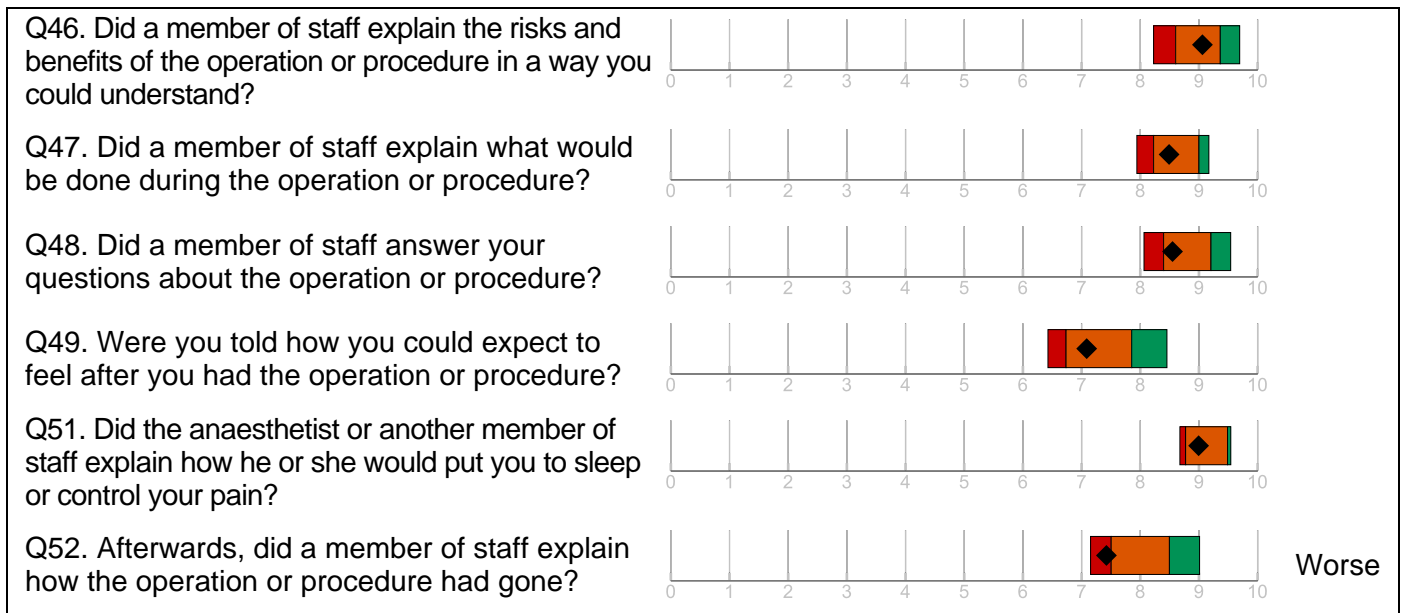 Q46. Did a member of staff explain the risks and
benefits of the operation or procedure in a way you
could understand?
0 1 2 3 4 5 6 7 8 9 10
Q47. Did a member of staff explain what would
be done during the operation or procedure?
0 1 2 3 4 5 6 7 8 9 10
Q48. Did a member of staff answer your
questions about the operation or procedure?
0 1 2 3 4 5 6 7 8 9 10
Q49. Were you told how you could expect to
feel after you had the operation or procedure?
0 1 2 3 4 5 6 7 8 9 10
Q51. Did the anaesthetist or another member of
staff explain how he or she would put you to sleep
or control your pain?
0 1 2 3 4 5 6 7 8 9 10
Q52. Afterwards, did a member of staff explain
how the operation or procedure had gone?
Worse
0 1 2 3 4 5 6 7 8 9 10